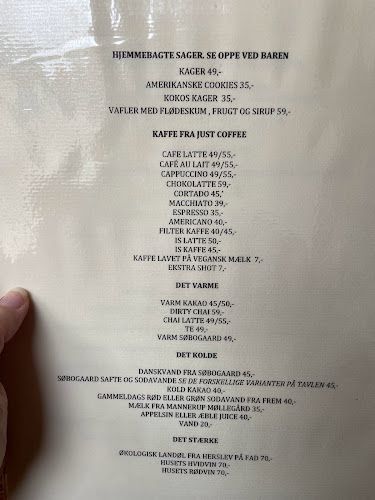 HJEMMEBAGTE SAGER. SE OPPE VED BAREN
KAGER 49,-
AMERIKANSKE COOKIES 35,-
KOKOS KAGER 35,-
VAFLER MED FLØDESKUM , FRUGT OG SIRUP 59,-
KAFFE FRA JUST COFFEE
CAFE LATTE 49/55,-
CAFÉ AU LAIT 49/55,-
CAPPUCCINO 49/55,-
CHOKOLATTE 59,-
CORTADO 45,'
MACCHIATO 39,-
ESPRESSO 35,-
AMERICANO 40,-
FILTER KAFFE 40/45,-
IS LATTE 50,-
IS KAFFE 45,-
KAFFE LAVET PÅ VEGANSK MÆLK 7,-
EKSTRA SHOT 7,-
DET VARME
VARM KAKAO 45/50,-
DIRTY CHAI 59,-
CHAI LATTE 49/55,-
TE 49,-
VARM SØBOGAARD 49,-
DET KOLDE
DANSKVAND FRA SØBOGAARD 45,-
SØBOGAARD SAFTE OG SODAVANDE SE DE FORSKELLIGE VARIANTER PÅ TAVLEN 45,-
KOLD KAKAO 40,-
GAMMELDAGS RØD ELLER GRØN SODAVAND FRA FREM 40,-
MÆLK FRA MANNERUP MØLLEGÅRD 35,-
APPELSIN ELLER ÆBLE JUICE 40,-
VAND 20,-
DET STÆRKE
ØKOLOGISK LANDØL FRA HERSLEV PÅ FAD 70,-
HUSETS HVIDVIN 70,-
HUSETS RØDVIN 70,-